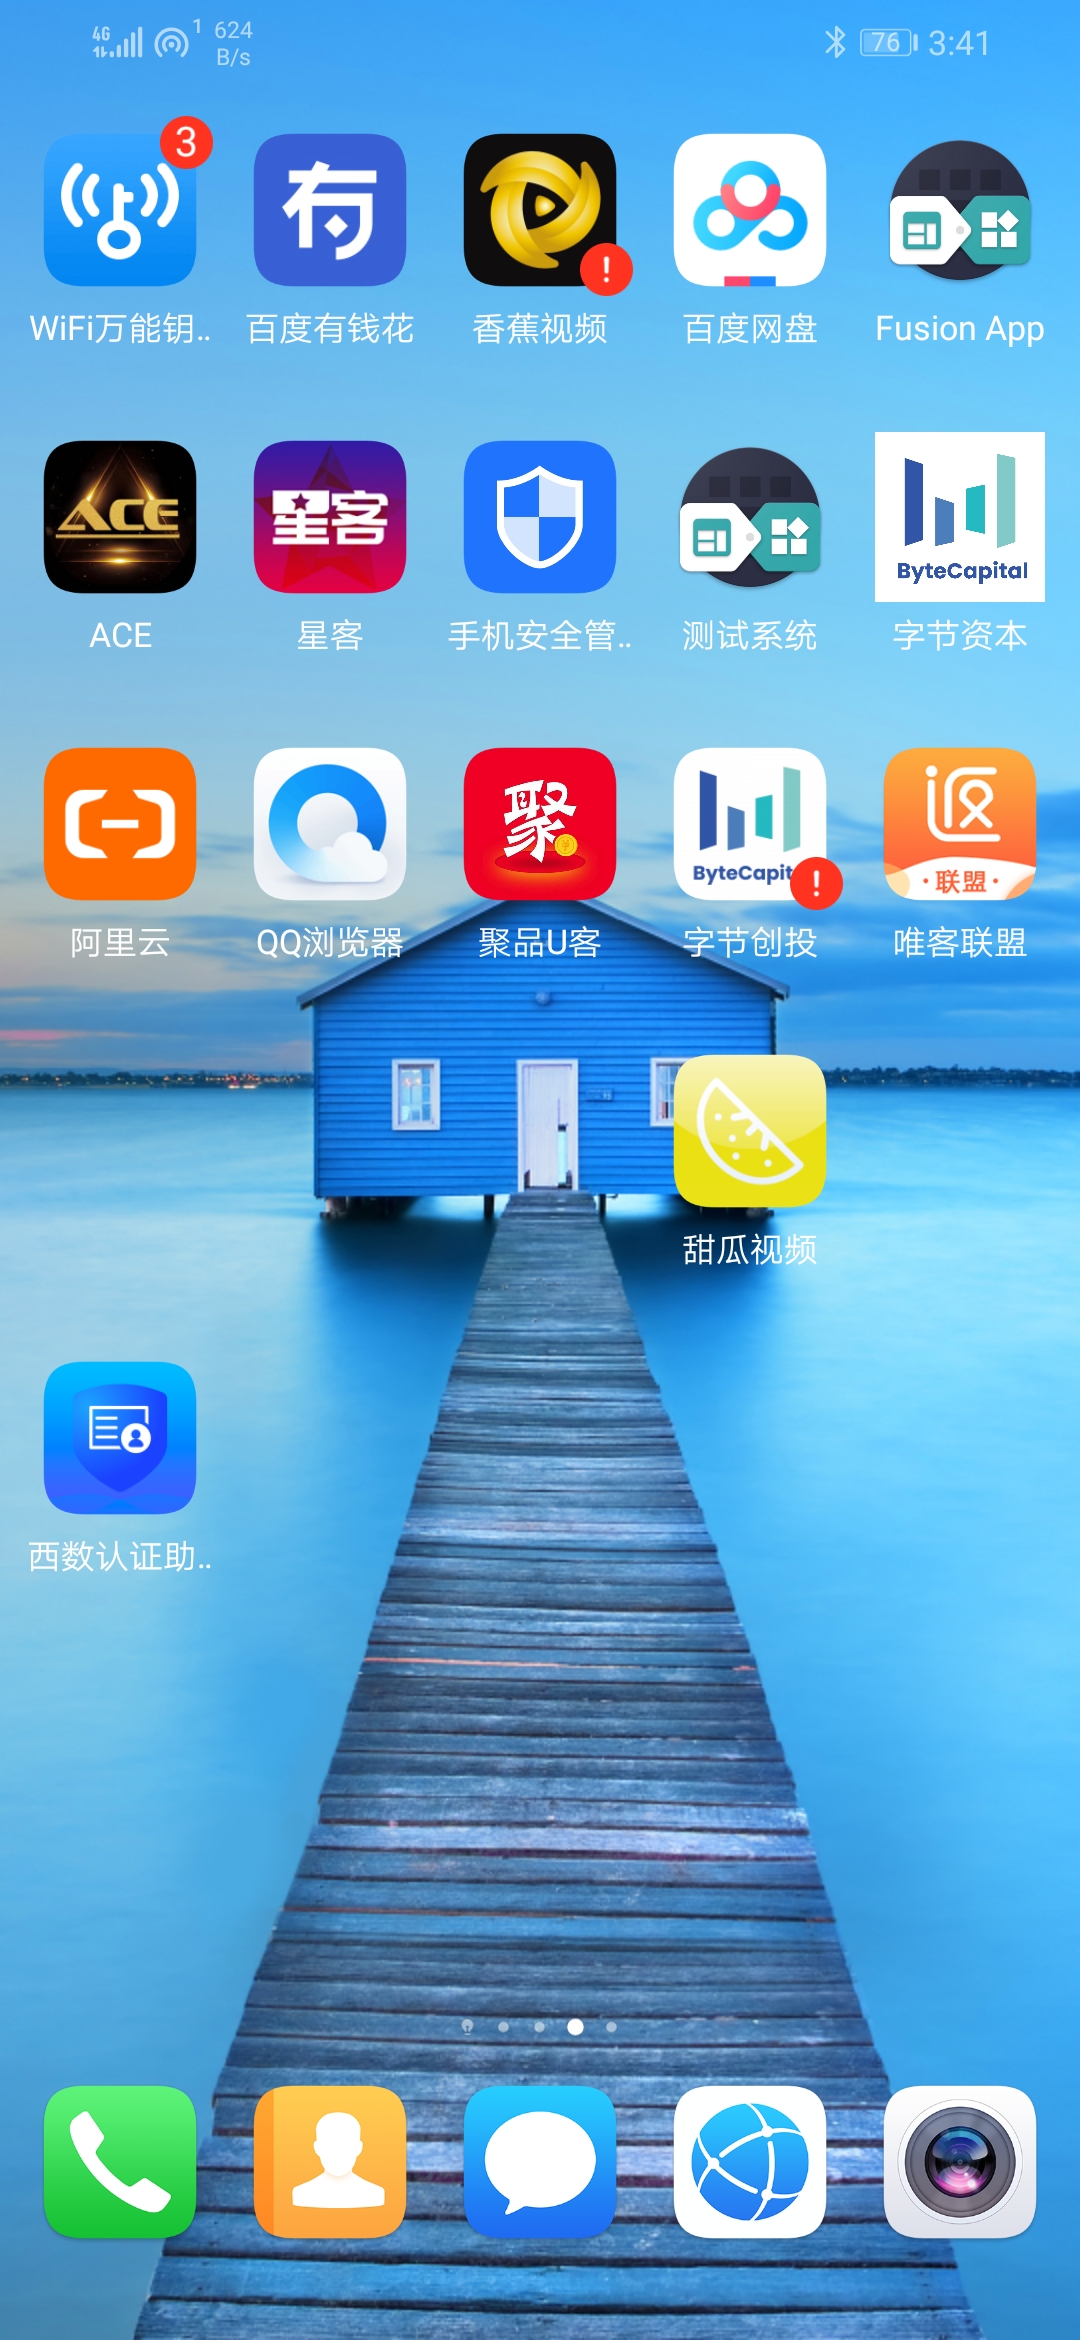 4G 1 624 B/s 76 3:41
3
有
!
WiFi万能钥.. 百度有钱花 香蕉视频 百度网盘 Fusion App
ACE 星客 ByteCapital
ACE 星客 手机安全管.. 测试系统 字节资本
聚 ByteCapit ! 返 ·联盟·
阿里云 QQ浏览器 聚品U客 字节创投 唯客联盟
甜瓜视频
西数认证助..